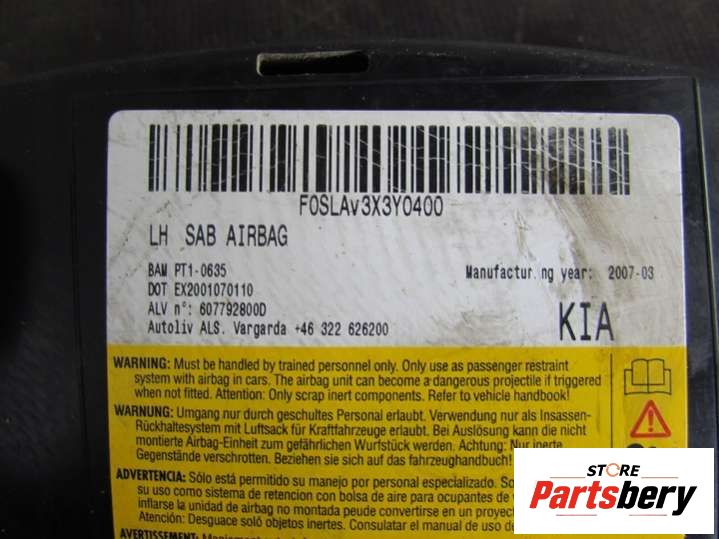 F0SLAv3X3Y0400
LH SAB AIRBAG
BAM PT1-0635
DOT EX2001070110
ALV n°: 607792800D
Autoliv ALS. Vargarda +46 322 626200
Manufacturing year: 2007-03
KIA
WARNING: Must be handled by trained personnel only. Only use as passenger restraint
system with airbag in cars. The airbag unit can become a dangerous projectile if triggered
when not fitted. Attention: Only scrap inert components. Refer to vehicle handbook!
WARNUNG: Umgang nur durch geschultes Personal erlaubt. Verwendung nur als Insassen-
Rückhaltesystem mit Luftsack für Kraftfahrzeuge erlaubt. Bei Auslösung kann die nicht
montierte Airbag-Einheit zum gefährlichen Wurfstück werden. Achtung: Nur inerte
Gegenstände verschrotten. Beziehen sie sich auf das fahrzeughandbuch!
ADVERTENCIA: Sólo está permitido su manejo por personal especializado.
su uso como sistema de retencion con bolsa de aire para ocupantes de
inflarse la unidad de airbag no montada peude convertirse en un proyect
Atención: Desguace soló objetos inertes. Consulatar el manual de uso de
STORE
Partsbery